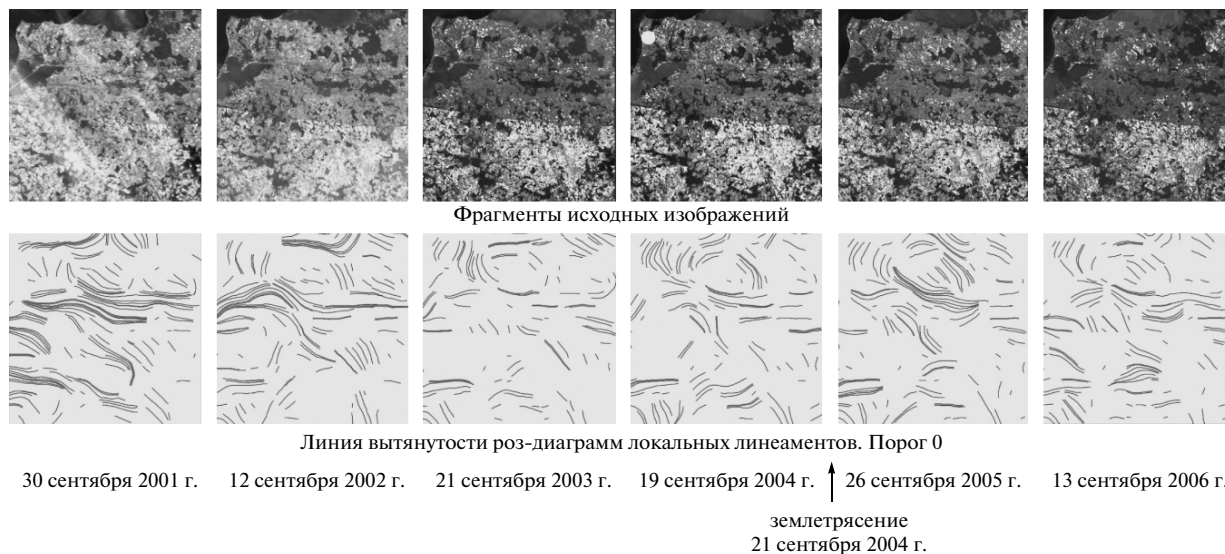 Фрагменты исходных изображений
Линия вытянутости роз-диаграмм локальных линеаментов. Порог 0
30 сентября 2001 г. 12 сентября 2002 г. 21 сентября 2003 г. 19 сентября 2004 г. 26 сентября 2005 г. 13 сентября 2006 г.
землетрясение
21 сентября 2004 г.